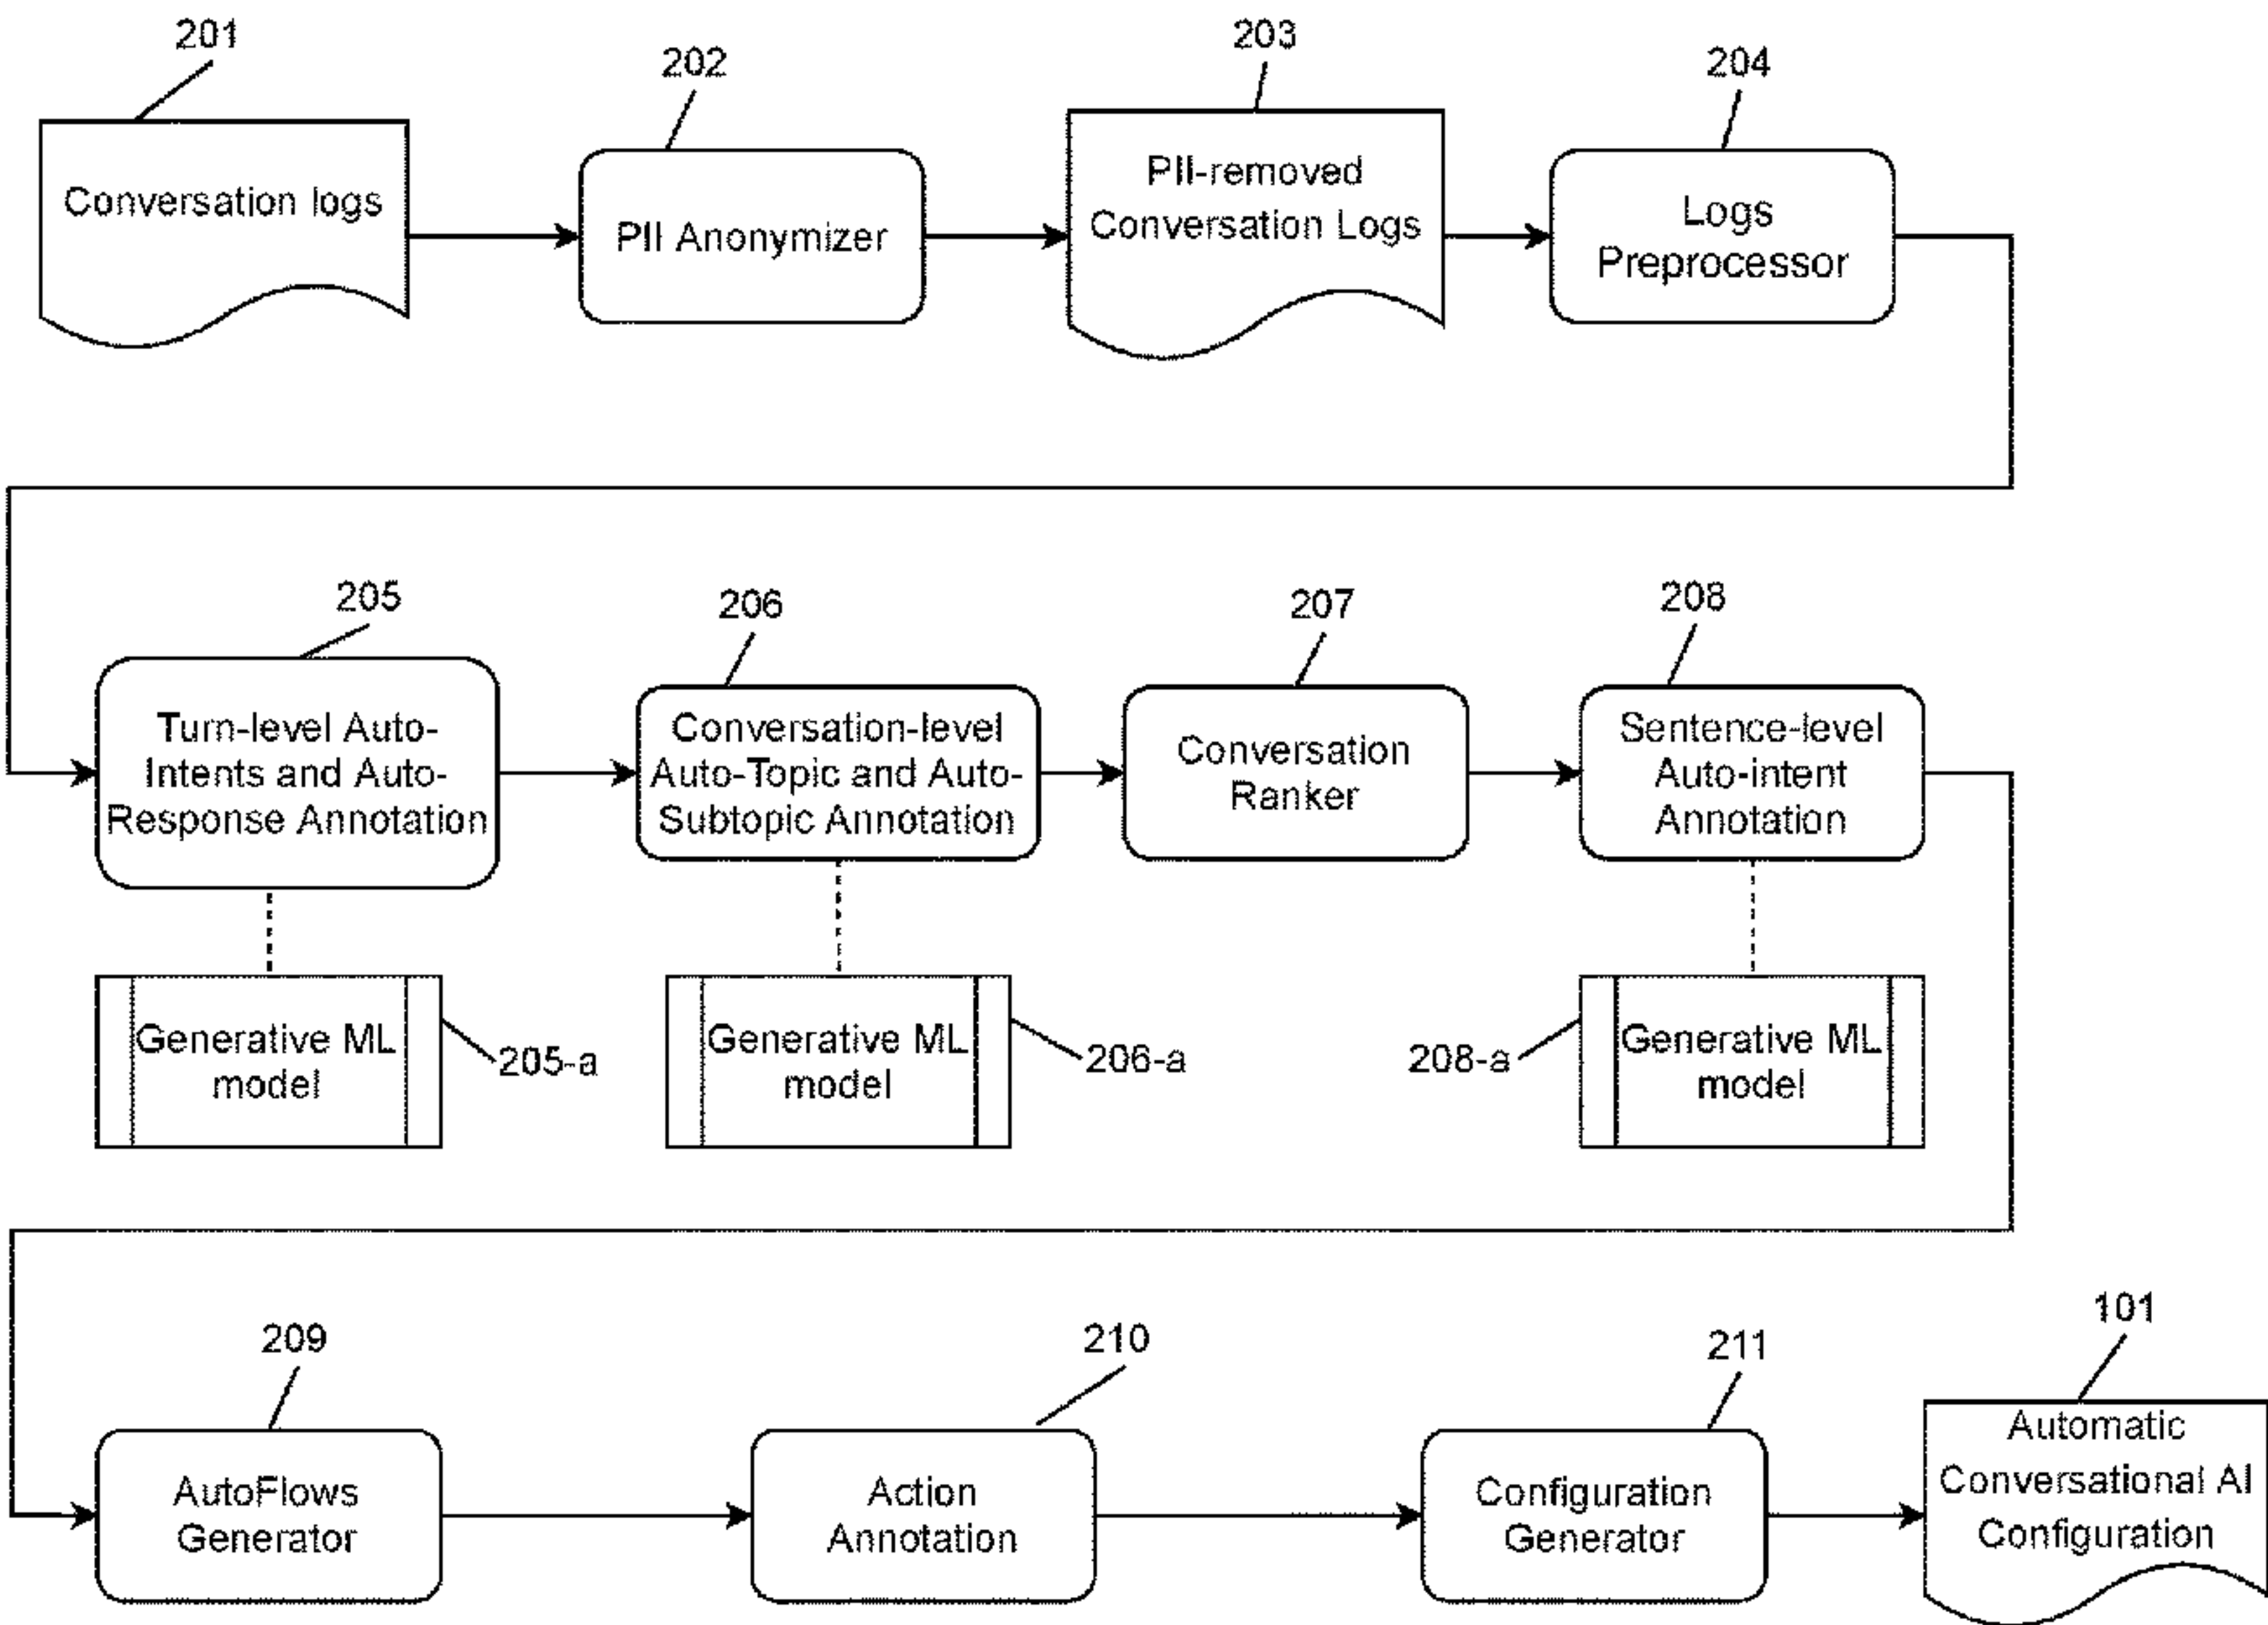 201
202
203
204
Conversation logs
PII Anonymizer
PII-removed
Conversation Logs
Logs
Preprocessor
205
206
207
208
Turn-level Auto-
Intents and Auto-
Response Annotation
Conversation-level
Auto-Topic and Auto-
Subtopic Annotation
Conversation
Ranker
Sentence-level
Auto-intent
Annotation
Generative ML
model
205-a
Generative ML
model
206-a
208-a
Generative ML
model
209
210
211
101
AutoFlows
Generator
Action
Annotation
Configuration
Generator
Automatic
Conversational AI
Configuration